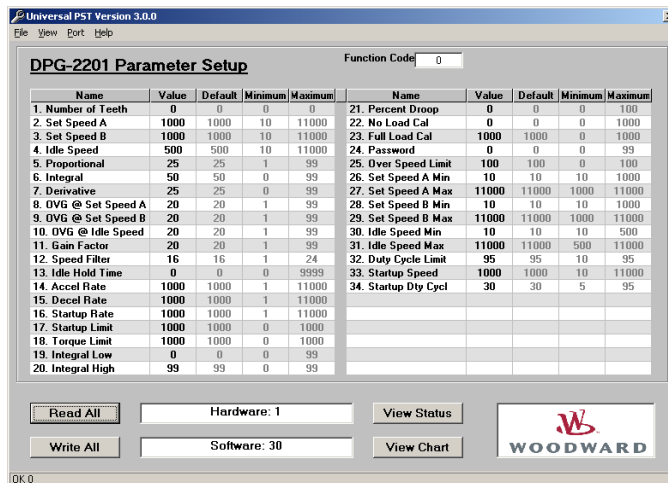 Universal PST Version 3.0.0
File View Port Help
DPG-2201 Parameter Setup
Function Code 0
Name Value Default Minimum Maximum
1. Number of Teeth 0 0 0 0
2. Set Speed A 1000 1000 10 11000
3. Set Speed B 1000 1000 10 11000
4. Idle Speed 500 500 10 11000
5. Proportional 25 25 1 99
6. Integral 50 50 0 99
7. Derivative 25 25 0 99
8. OVG @ Set Speed A 20 20 1 99
9. OVG @ Set Speed B 20 20 1 99
10. OVG @ Idle Speed 20 20 1 99
11. Gain Factor 20 20 1 99
12. Speed Filter 16 16 1 24
13. Idle Hold Time 0 0 0 9999
14. Accel Rate 1000 1000 1 11000
15. Decel Rate 1000 1000 1 11000
16. Startup Rate 1000 1000 1 11000
17. Startup Limit 1000 1000 0 1000
18. Torque Limit 1000 1000 0 1000
19. Integral Low 0 0 0 99
20. Integral High 99 99 0 99
Name Value Default Minimum Maximum
21. Percent Droop 0 0 0 100
22. No Load Cal 0 0 0 1000
23. Full Load Cal 1000 1000 0 1000
24. Password 0 0 0 99
25. Over Speed Limit 100 100 0 100
26. Set Speed A Min 10 10 10 1000
27. Set Speed A Max 11000 11000 1000 11000
28. Set Speed B Min 10 10 10 1000
29. Set Speed B Max 11000 11000 1000 11000
30. Idle Speed Min 10 10 10 500
31. Idle Speed Max 11000 11000 500 11000
32. Duty Cycle Limit 95 95 10 95
33. Startup Speed 1000 1000 10 1000
34. Startup Dty Cycl 30 30 5 95
Read All
Hardware: 1
View Status
Write All
Software: 30
View Chart
WOODWARD
OK 0